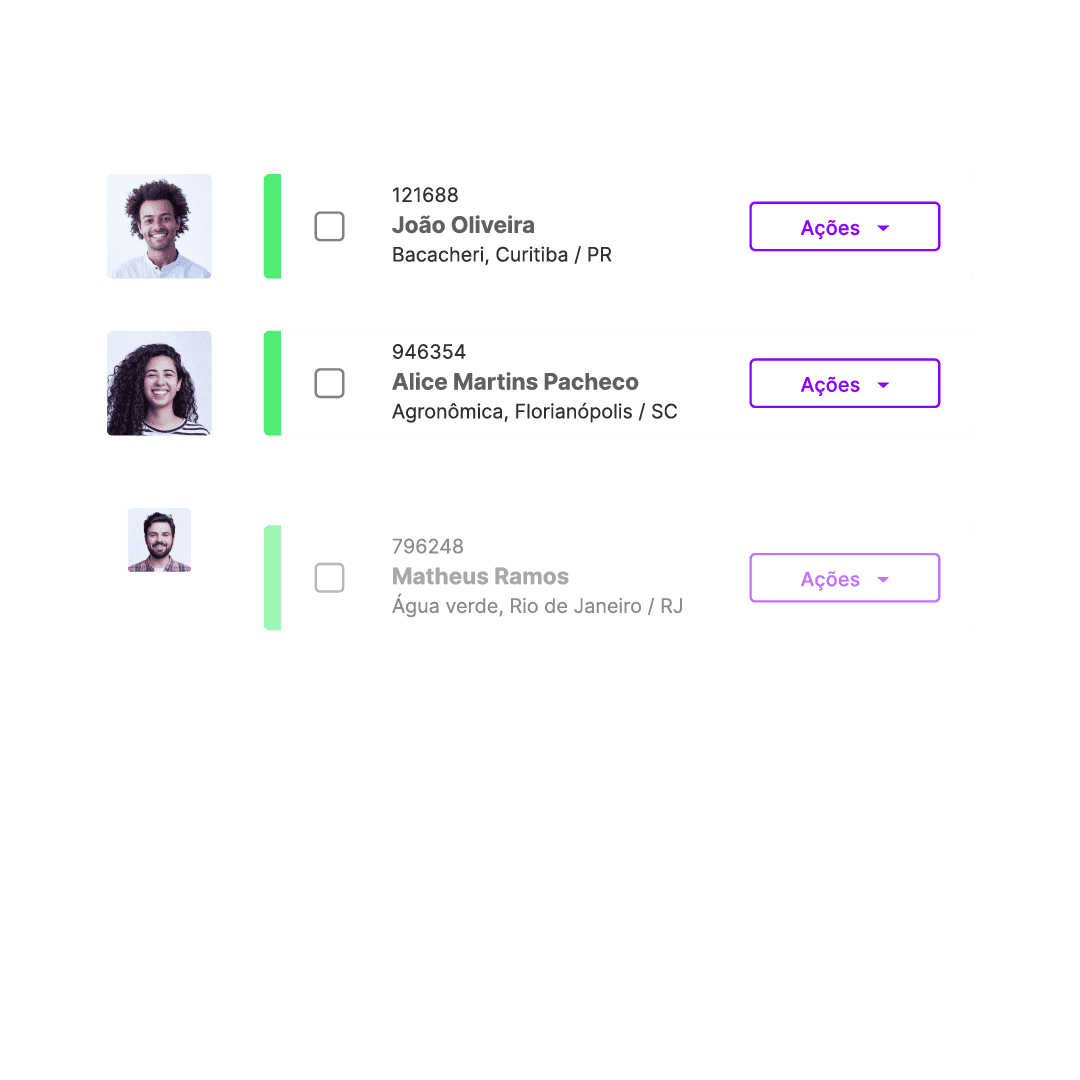 121688
João Oliveira
Bacacheri, Curitiba / PR
Ações
946354
Alice Martins Pacheco
Agronômica, Florianópolis / SC
Ações
796248
Matheus Ramos
Água verde, Rio de Janeiro / RJ
Ações